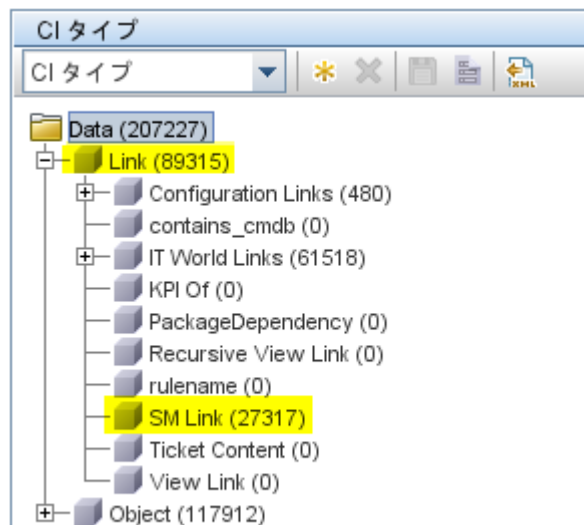 CI タイプ
CI タイプ
XML
Data (207227)
Link (89315)
Configuration Links (480)
contains_cmdb (0)
IT World Links (61518)
KPI Of (0)
PackageDependency (0)
Recursive View Link (0)
rulename (0)
SM Link (27317)
Ticket Content (0)
View Link (0)
Object (117912)